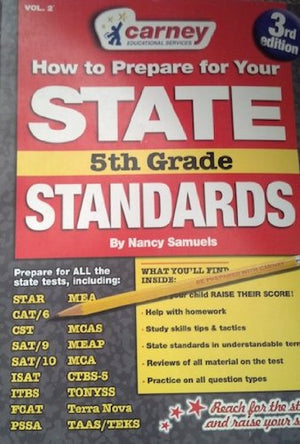 VOL. 2
carney
EDUCATIONAL SERVICES
3rd
edition
How to Prepare for Your
STATE
5th Grade
STANDARDS
By Nancy Samuels
Prepare for ALL the
state tests, including:
STAR MEA
CAT/6
CST MCAS
SAT/9 MEAP
SAT/10 MCA
ISAT CTBS-5
ITBS TONYSS
FCAT Terra Nova
PSSA TAAS/TEKS
WHAT YOU'LL FIND
INSIDE:
BE PREPARED WITH CARNEY
your child RAISE THEIR SCORE!
- Help with homework
- Study skills tips & tactics
- State standards in understandable
- Reviews of all material on the test
- Practice on all question types
Reach for the
and raise your